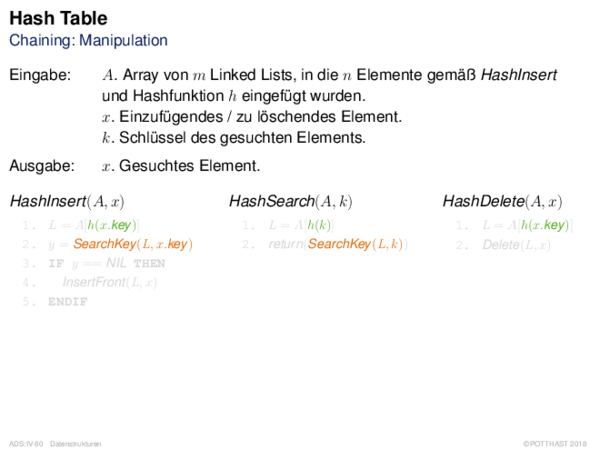 Hash Table
Chaining: Manipulation
Eingabe: A. Array von m Linked Lists, in die n Elemente gemäß HashInsert
und Hashfunktion h eingefügt wurden.
x. Einzufügendes / zu löschendes Element.
k. Schlüssel des gesuchten Elements.
Ausgabe: x. Gesuchtes Element.
HashInsert(A, x)
1. L = A[h(x.key)]
2. y = SearchKey(L, x.key)
3. IF y == NIL THEN
4. InsertFront(L, x)
5. ENDIF
HashSearch(A, k)
1. L = A[h(k)]
2. return(SearchKey(L, k))
HashDelete(A, x)
1. L = A[h(x.key)]
2. Delete(L, x)
ADS:IV-80 Datenstrukturen
© POTTHAST 2018